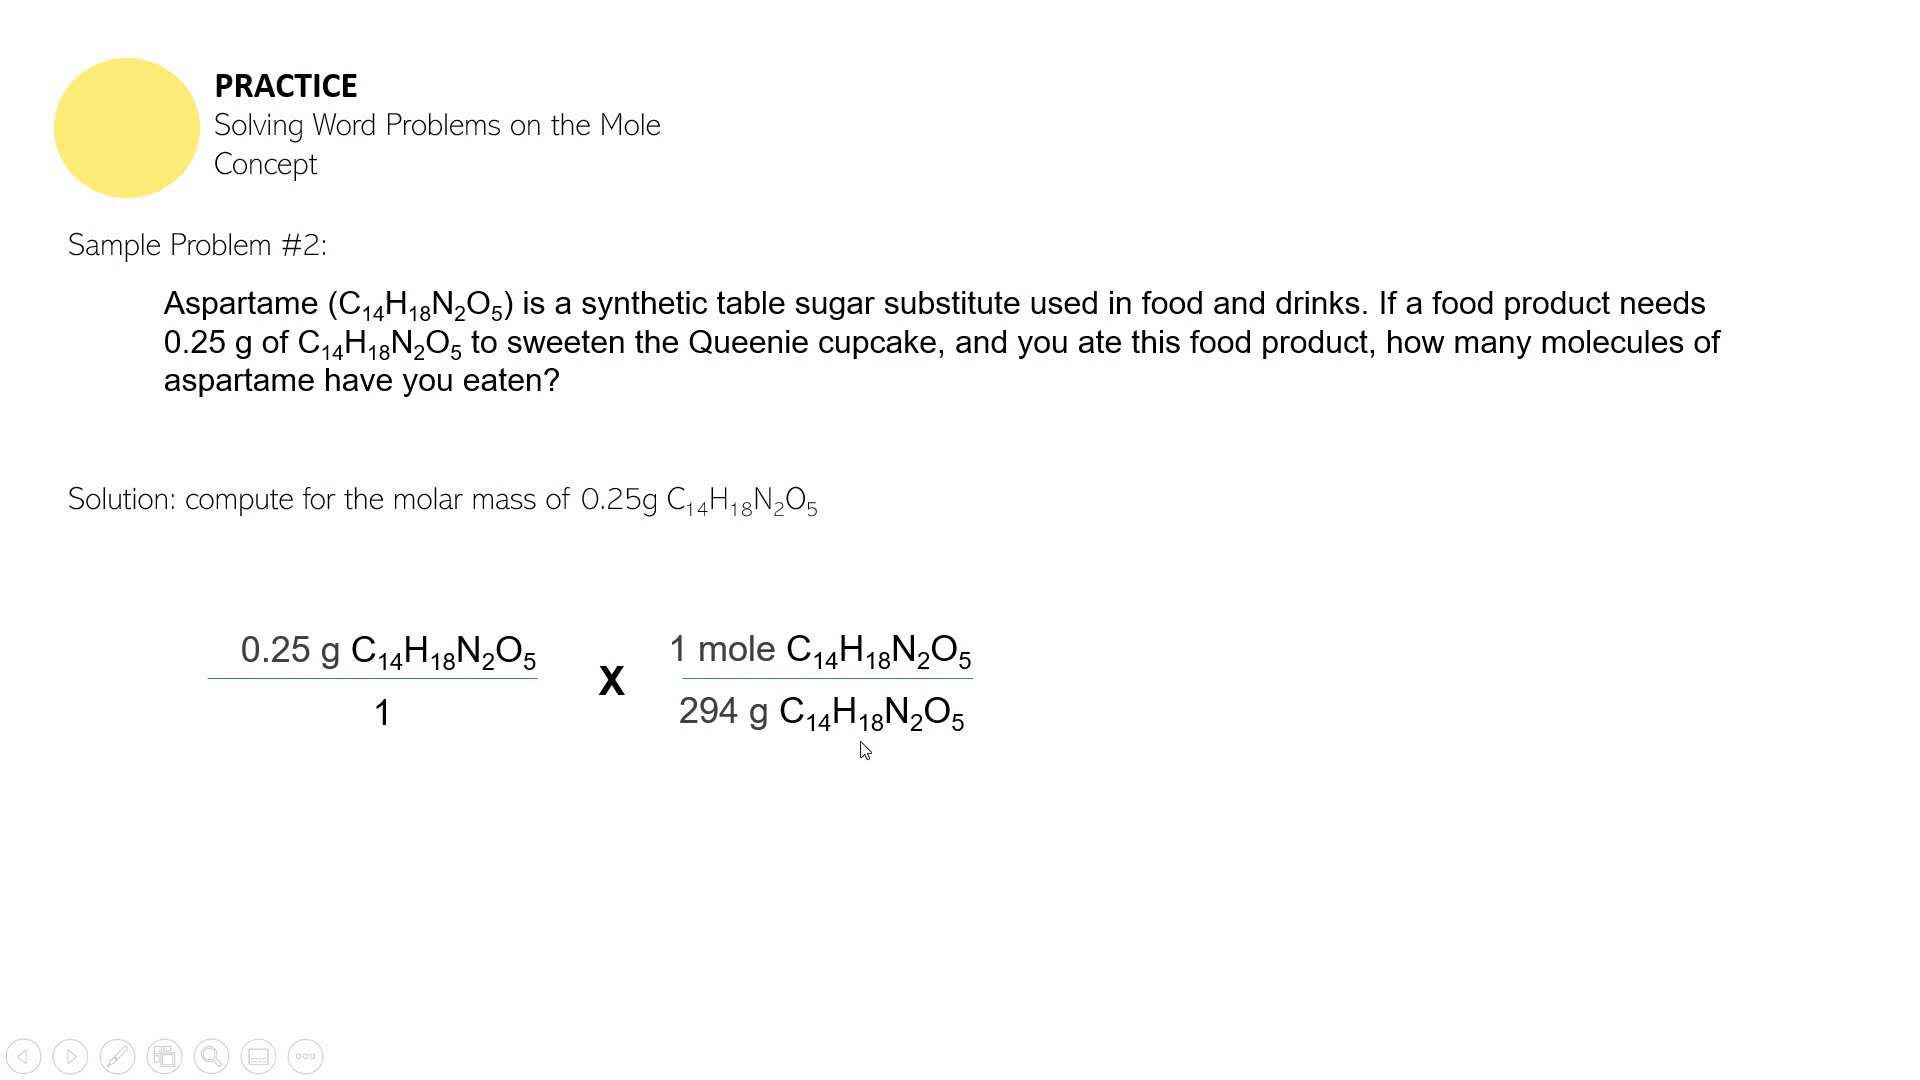 PRACTICE
Solving Word Problems on the Mole
Concept
Sample Problem #2:
Aspartame (C₁₄H₁₈N₂O₅) is a synthetic table sugar substitute used in food and drinks. If a food product needs
0.25 g of C₁₄H₁₈N₂O₅ to sweeten the Queenie cupcake, and you ate this food product, how many molecules of
aspartame have you eaten?
Solution: compute for the molar mass of 0.25g C₁₄H₁₈N₂O₅
0.25 g C₁₄H₁₈N₂O₅
1
X
1 mole C₁₄H₁₈N₂O₅
294 g C₁₄H₁₈N₂O₅